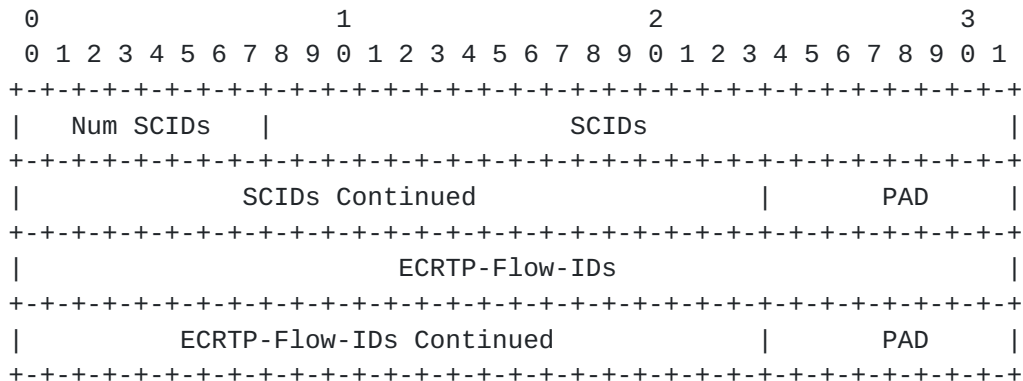 0                   1                   2                   3
 0 1 2 3 4 5 6 7 8 9 0 1 2 3 4 5 6 7 8 9 0 1 2 3 4 5 6 7 8 9 0 1
+-+-+-+-+-+-+-+-+-+-+-+-+-+-+-+-+-+-+-+-+-+-+-+-+-+-+-+-+-+-+-+-+
|   Num SCIDs   |                   SCIDs                       |
+-+-+-+-+-+-+-+-+-+-+-+-+-+-+-+-+-+-+-+-+-+-+-+-+-+-+-+-+-+-+-+-+
|              SCIDs Continued                  |       PAD     |
+-+-+-+-+-+-+-+-+-+-+-+-+-+-+-+-+-+-+-+-+-+-+-+-+-+-+-+-+-+-+-+-+
|                        ECRTP-Flow-IDs                         |
+-+-+-+-+-+-+-+-+-+-+-+-+-+-+-+-+-+-+-+-+-+-+-+-+-+-+-+-+-+-+-+-+
|          ECRTP-Flow-IDs Continued             |       PAD     |
+-+-+-+-+-+-+-+-+-+-+-+-+-+-+-+-+-+-+-+-+-+-+-+-+-+-+-+-+-+-+-+-+